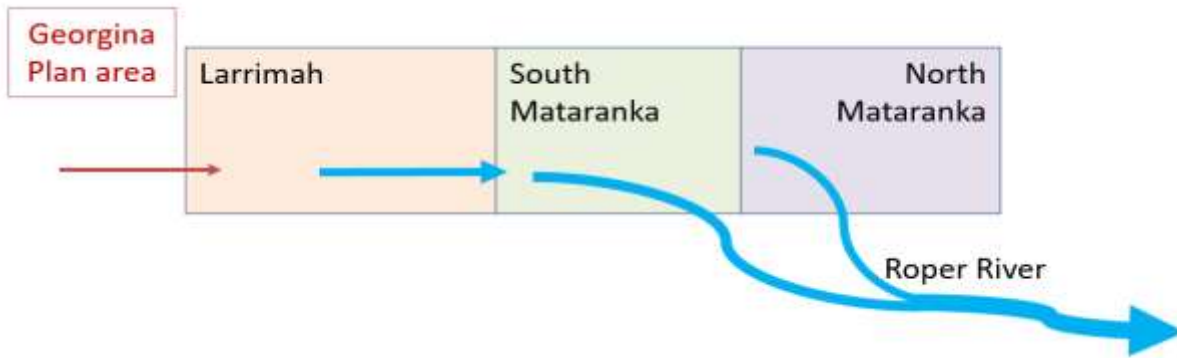 Georgina
Plan area
Larrimah
South
Mataranka
North
Mataranka
Roper River